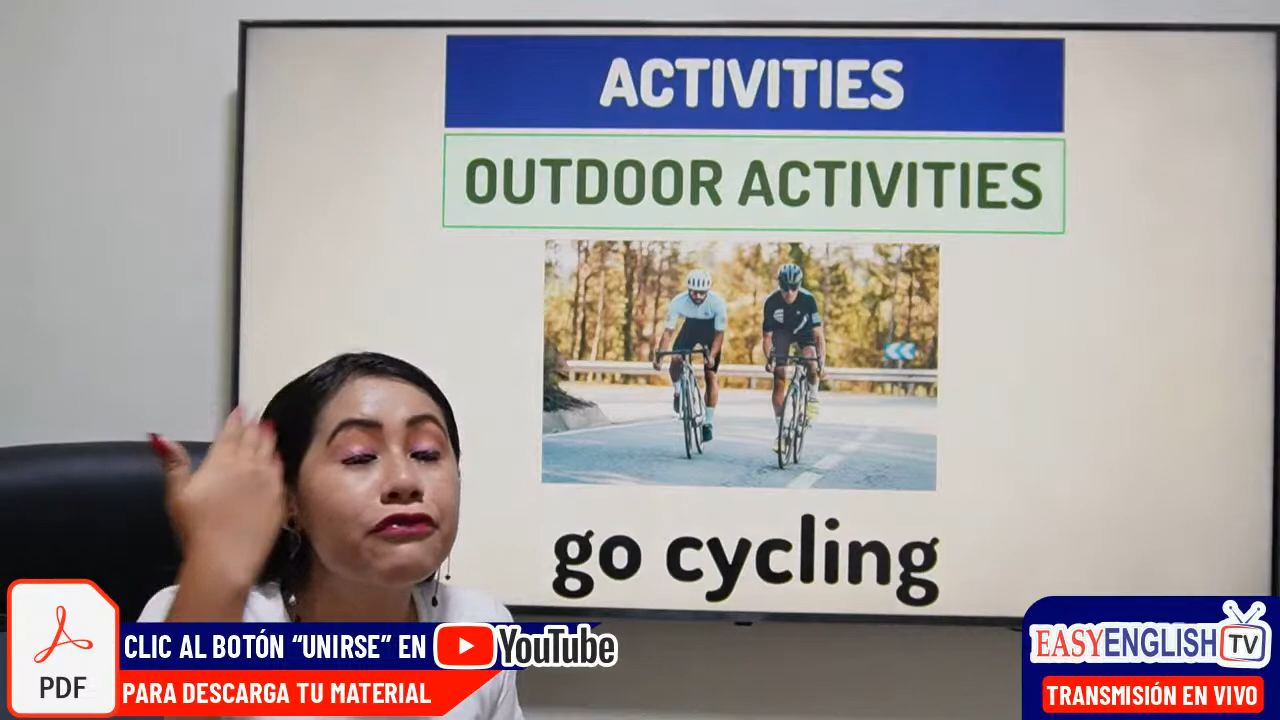 ACTIVITIES
OUTDOOR ACTIVITIES
go cycling
PDF
CLIC AL BOTÓN “UNIRSE” EN YouTube
PARA DESCARGA TU MATERIAL
EASYENGLISH TV
TRANSMISIÓN EN VIVO